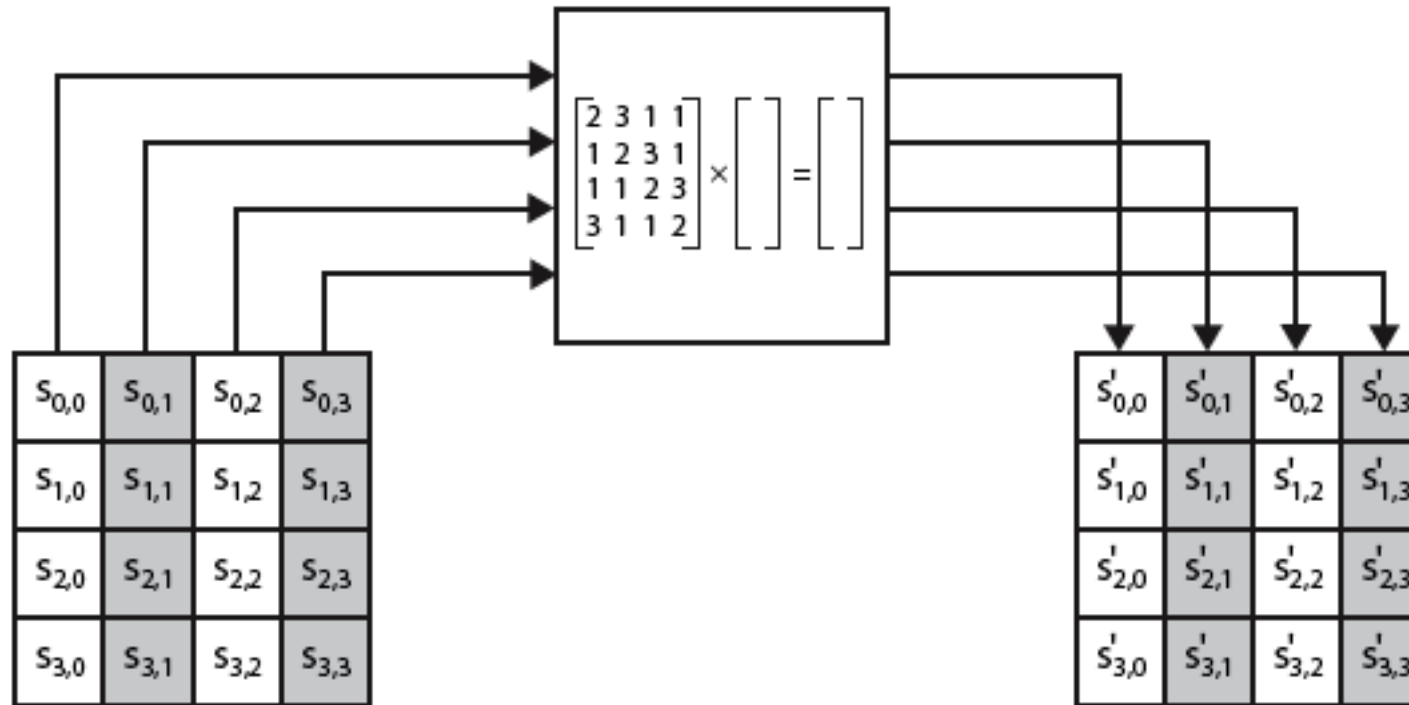 2 3 1 1
1 2 3 1
1 1 2 3
3 1 1 2
× =
S0,0 S0,1 S0,2 S0,3
S1,0 S1,1 S1,2 S1,3
S2,0 S2,1 S2,2 S2,3
S3,0 S3,1 S3,2 S3,3
S'0,0 S'0,1 S'0,2 S'0,3
S'1,0 S'1,1 S'1,2 S'1,3
S'2,0 S'2,1 S'2,2 S'2,3
S'3,0 S'3,1 S'3,2 S'3,3